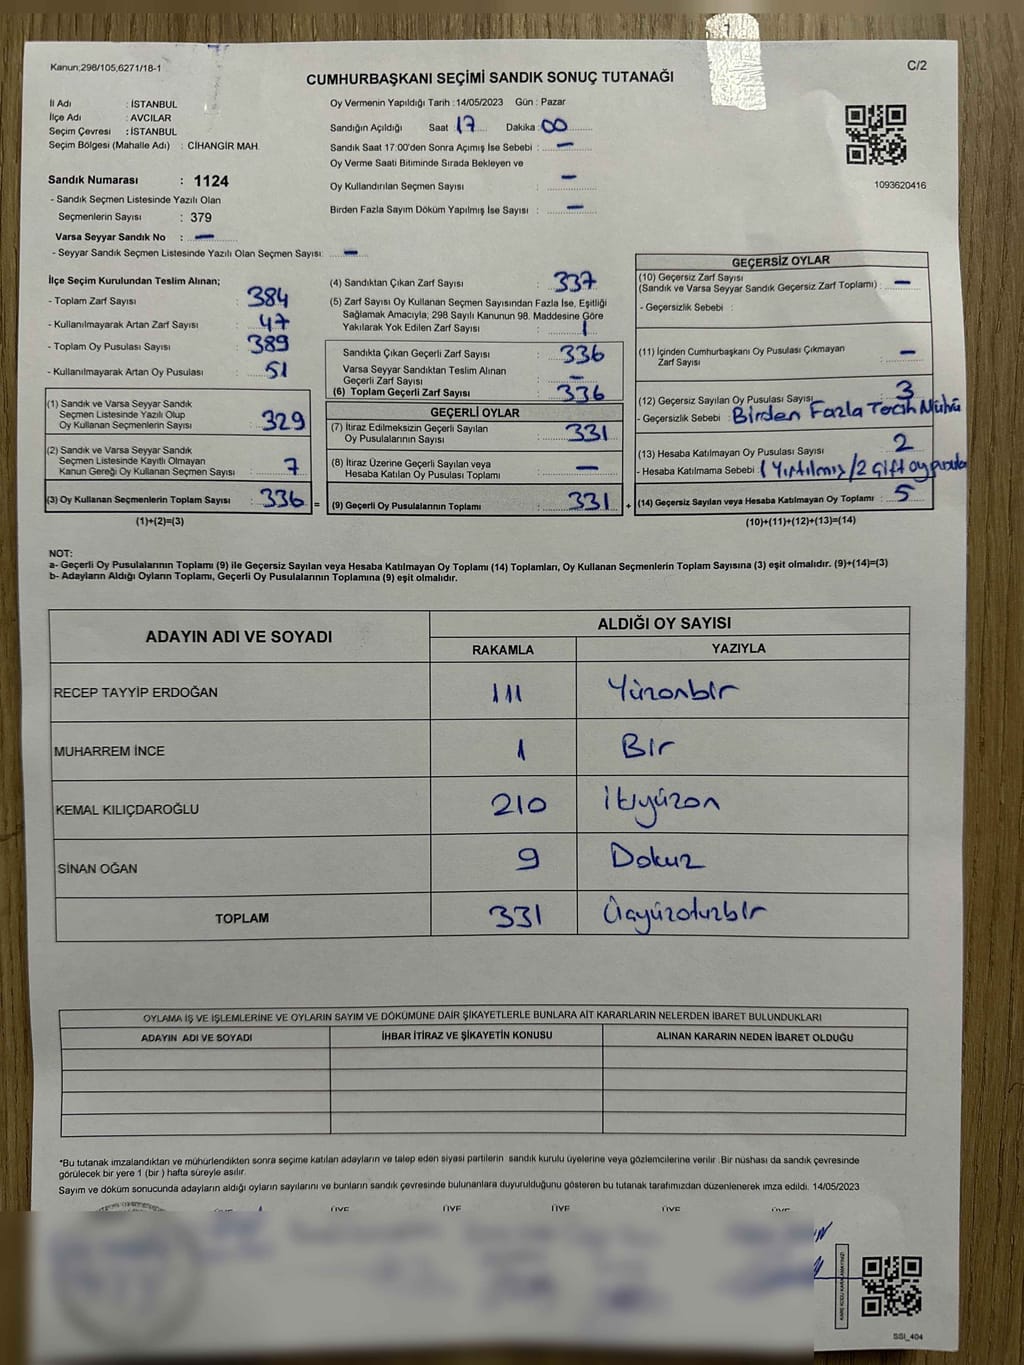 Kanun;298/105,6271/18-1
CUMHURBAŞKANI SEÇİMİ SANDIK SONUÇ TUTANAĞI
C/2
İl Adı : İSTANBUL
İlçe Adı : AVCILAR
Seçim Çevresi : İSTANBUL
Seçim Bölgesi (Mahalle Adı) : CİHANGİR MAH.
Sandık Numarası : 1124
- Sandık Seçmen Listesinde Yazılı Olan
Seçmenlerin Sayısı : 379
Varsa Seyyar Sandık No : —
- Seyyar Sandık Seçmen Listesinde Yazılı Olan Seçmen Sayısı: —
Oy Vermenin Yapıldığı Tarih : 14/05/2023 Gün : Pazar
Sandığın Açıldığı Saat 17 Dakika : 00
Sandık Saat 17:00'den Sonra Açılmış İse Sebebi : —
Oy Verme Saati Bitiminde Sırada Bekleyen ve
Oy Kullandırılan Seçmen Sayısı : —
Birden Fazla Sayım Döküm Yapılmış İse Sayısı : —
1093620416
İlçe Seçim Kurulundan Teslim Alınan;
- Toplam Zarf Sayısı : 384
- Kullanılmayarak Artan Zarf Sayısı : 47
- Toplam Oy Pusulası Sayısı : 389
- Kullanılmayarak Artan Oy Pusulası : 51
(1) Sandık ve Varsa Seyyar Sandık
Seçmen Listesinde Yazılı Olup
Oy Kullanan Seçmenlerin Sayısı : 329
(2) Sandık ve Varsa Seyyar Sandık
Seçmen Listesinde Kayıtlı Olmayan
Kanun Gereği Oy Kullanan Seçmen Sayısı : 7
(3) Oy Kullanan Seçmenlerin Toplam Sayısı : 336 =
(1)+(2)=(3)
(4) Sandıktan Çıkan Zarf Sayısı : 337
(5) Zarf Sayısı Oy Kullanan Seçmen Sayısından Fazla İse, Eşitliği
Sağlamak Amacıyla; 298 Sayılı Kanunun 98. Maddesine Göre
Yakılarak Yok Edilen Zarf Sayısı : 1
Sandıkta Çıkan Geçerli Zarf Sayısı : 336
Varsa Seyyar Sandıktan Teslim Alınan
Geçerli Zarf Sayısı : —
(6) Toplam Geçerli Zarf Sayısı : 336
GEÇERLİ OYLAR
(7) İtiraz Edilmeksizin Geçerli Sayılan
Oy Pusulalarının Sayısı : 331
(8) İtiraz Üzerine Geçerli Sayılan veya
Hesaba Katılan Oy Pusulası Toplamı : —
(9) Geçerli Oy Pusulalarının Toplamı : 331 +
GEÇERSİZ OYLAR
(10) Geçersiz Zarf Sayısı
(Sandık ve Varsa Seyyar Sandık Geçersiz Zarf Toplamı) : —
- Geçersizlik Sebebi :
(11) İçinden Cumhurbaşkanı Oy Pusulası Çıkmayan
Zarf Sayısı : —
(12) Geçersiz Sayılan Oy Pusulası Sayısı : 3
- Geçersizlik Sebebi : Birden Fazla Tercih Mührü
(13) Hesaba Katılmayan Oy Pusulası Sayısı : 2
- Hesaba Katılmama Sebebi : 1 Yırtılmış / 2 Çift oy pusula
(14) Geçersiz Sayılan veya Hesaba Katılmayan Oy Toplamı : 5
(10)+(11)+(12)+(13)=(14)
NOT:
a- Geçerli Oy Pusulalarının Toplamı (9) ile Geçersiz Sayılan veya Hesaba Katılmayan Oy Toplamı (14) Toplamları, Oy Kullanan Seçmenlerin Toplam Sayısına (3) eşit olmalıdır. (9)+(14)=(3)
b- Adayların Aldığı Oyların Toplamı, Geçerli Oy Pusulalarının Toplamına (9) eşit olmalıdır.
ADAYIN ADI VE SOYADI
ALDIĞI OY SAYISI
RAKAMLA YAZIYLA
RECEP TAYYİP ERDOĞAN 111 Yüzonbir
MUHARREM İNCE 1 Bir
KEMAL KILIÇDAROĞLU 210 İkiyüzon
SİNAN OĞAN 9 Dokuz
TOPLAM 331 Üçyüzotuzbir
OYLAMA İŞ VE İŞLEMLERİNE VE OYLARIN SAYIM VE DÖKÜMÜNE DAİR ŞİKAYETLERLE BUNLARA AİT KARARLARIN NELERDEN İBARET BULUNDUKLARI
ADAYIN ADI VE SOYADI İHBAR İTİRAZ VE ŞİKAYETİN KONUSU ALINAN KARARIN NEDEN İBARET OLDUĞU
*Bu tutanak imzalandıktan ve mühürlendikten sonra seçime katılan adayların ve talep eden siyasi partilerin sandık kurulu üyelerine veya gözlemcilerine verilir .Bir nüshası da sandık çevresinde
görülecek bir yere 1 (bir ) hafta süreyle asılır.
Sayım ve döküm sonucunda adayların aldığı oyların sayılarını ve bunların sandık çevresinde bulunanlara duyurulduğunu gösteren bu tutanak tarafımızdan düzenlenerek imza edildi. 14/05/2023
ÜYE ÜYE ÜYE ÜYE ÜYE ÜYE
KARE KODU KARALAMAYINIZ!
SSI_404